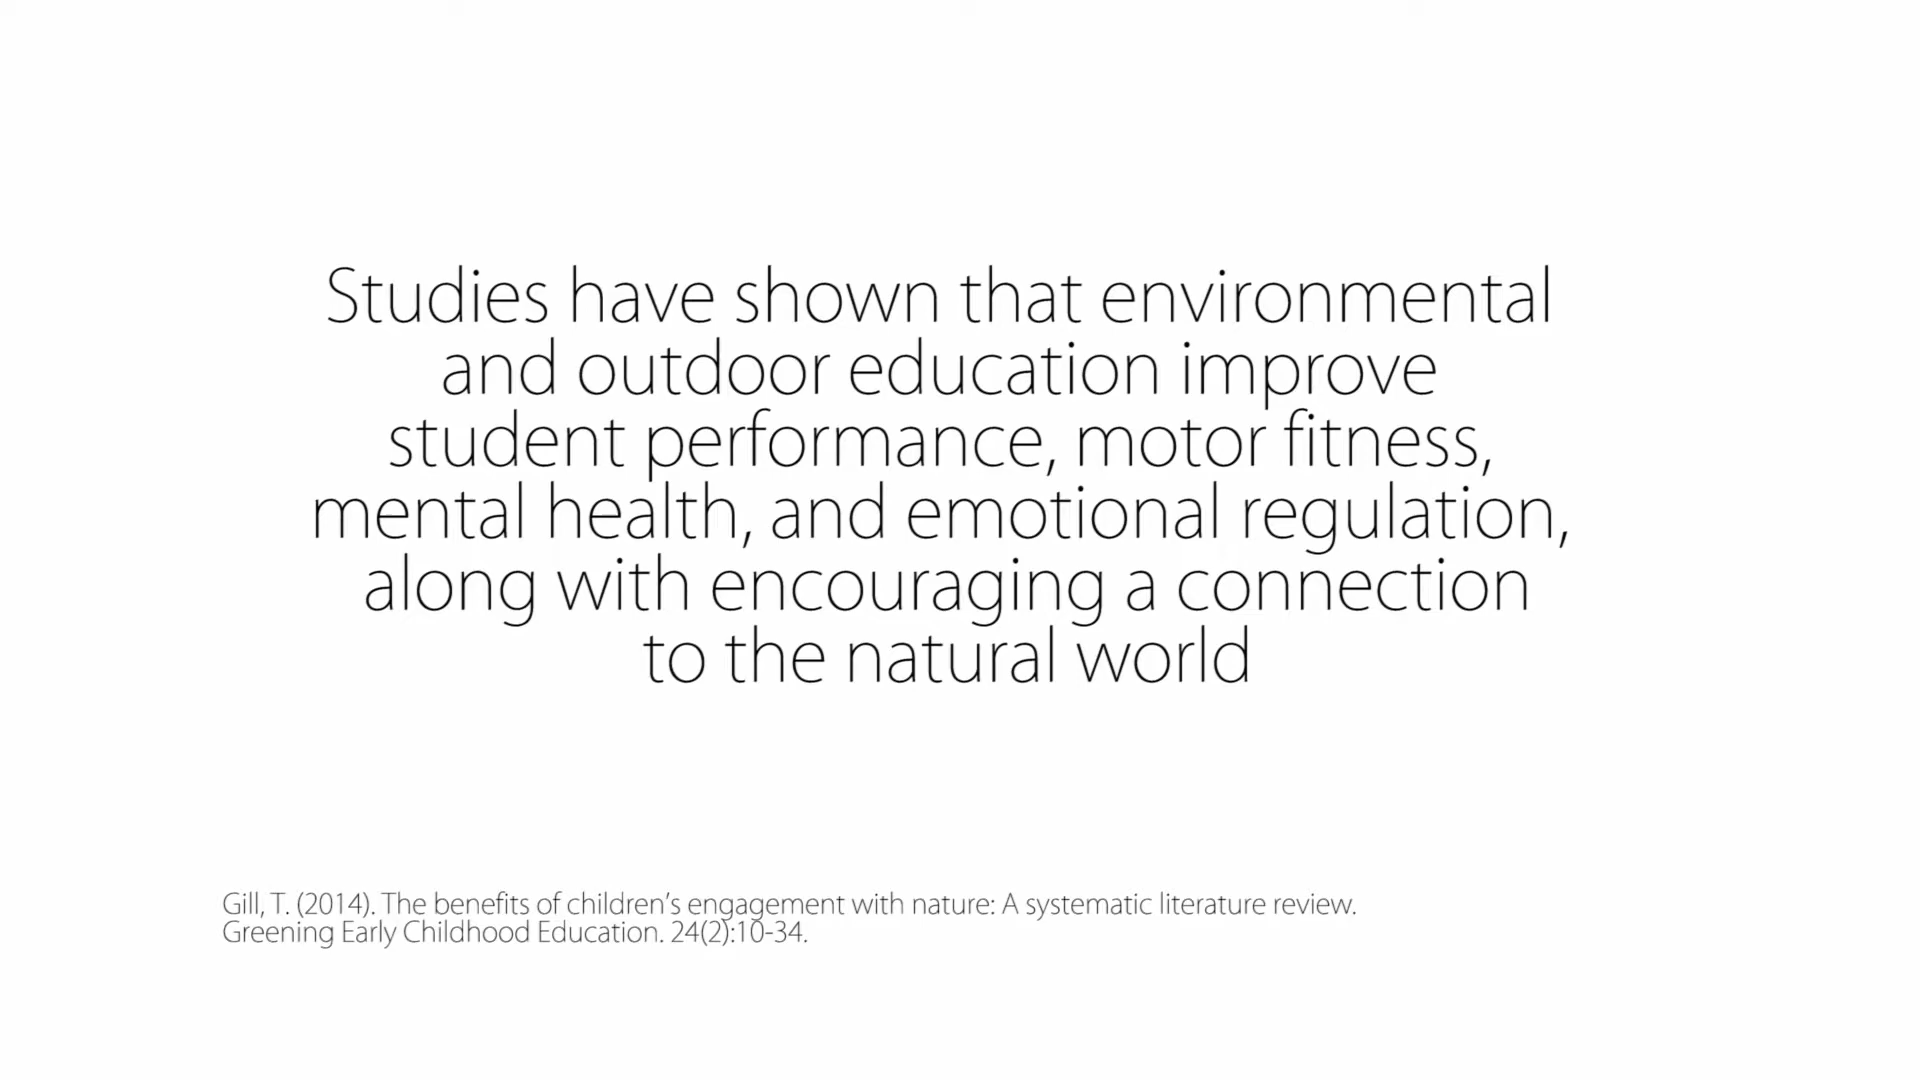 Studies have shown that environmental
and outdoor education improve
student performance, motor fitness,
mental health, and emotional regulation,
along with encouraging a connection
to the natural world
Gill, T. (2014). The benefits of children’s engagement with nature: A systematic literature review.
Greening Early Childhood Education. 24(2):10-34.